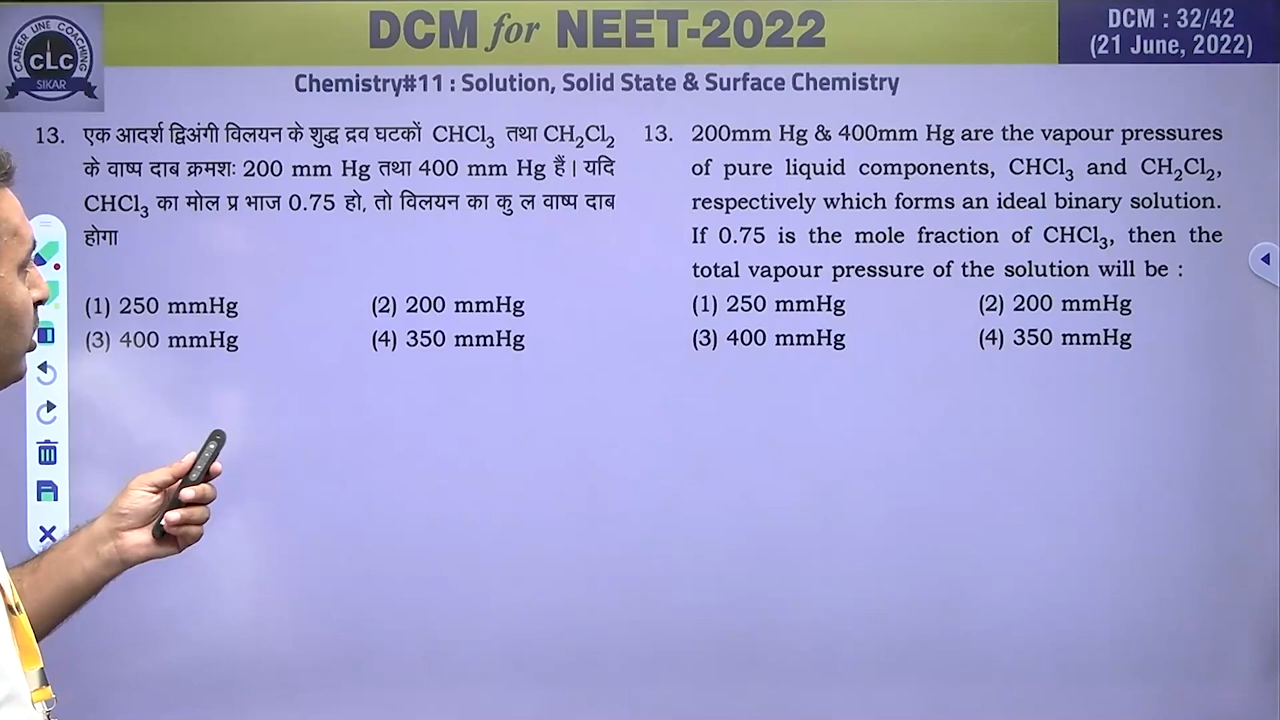 DCM for NEET-2022
DCM : 32/42
(21 June, 2022)
CAREER LINE COACHING
CLC
SIKAR
Chemistry#11 : Solution, Solid State & Surface Chemistry
13. एक आदर्श द्विअंगी विलयन के शुद्ध द्रव घटकों CHCl₃ तथा CH₂Cl₂
के वाष्प दाब क्रमशः 200 mm Hg तथा 400 mm Hg हैं। यदि
CHCl₃ का मोल प्र भाज 0.75 हो, तो विलयन का कु ल वाष्प दाब
होगा
(1) 250 mmHg (2) 200 mmHg
(3) 400 mmHg (4) 350 mmHg
13. 200mm Hg & 400mm Hg are the vapour pressures
of pure liquid components, CHCl₃ and CH₂Cl₂,
respectively which forms an ideal binary solution.
If 0.75 is the mole fraction of CHCl₃, then the
total vapour pressure of the solution will be :
(1) 250 mmHg (2) 200 mmHg
(3) 400 mmHg (4) 350 mmHg